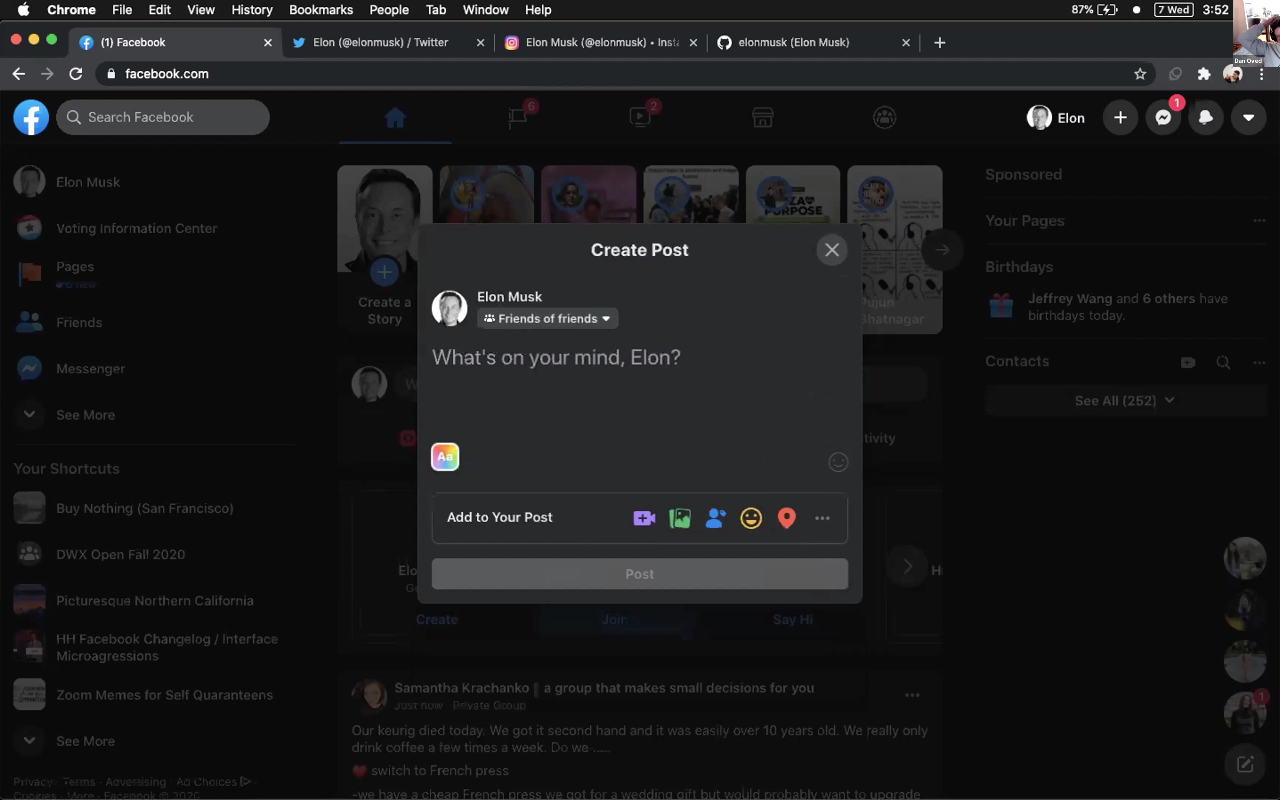 Chrome File Edit View History Bookmarks People Tab Window Help 87% 7 Wed 3:52
Dan Oved
(1) Facebook Elon (@elonmusk) / Twitter Elon Musk (@elonmusk) • Insta elonmusk (Elon Musk)
facebook.com
Search Facebook 6 2 Elon 1
Elon Musk
Voting Information Center
Pages
Friends
Messenger
See More
Your Shortcuts
Buy Nothing (San Francisco)
DWX Open Fall 2020
Picturesque Northern California
HH Facebook Changelog / Interface
Microagressions
Zoom Memes for Self Quaranteens
See More
Privacy · Terms · Advertising · Ad Choices
Cookies · More · Facebook © 2020
PURPOSE
Create a
Story
Pujun
Bhatnagar
Create Post
Elon Musk
Friends of friends
What's on your mind, Elon?
Aa
Add to Your Post
Post
Create Join Say Hi
Samantha Krachanko a group that makes small decisions for you
Just now · Private Group
Our keurig died today. We got it second hand and it was easily over 10 years old. We really only
drink coffee a few times a week. Do we .....
switch to French press
-we have a cheap French press we got for a wedding gift but would probably want to upgrade
Sponsored
Your Pages
Birthdays
Jeffrey Wang and 6 others have
birthdays today.
Contacts
See All (252)
1